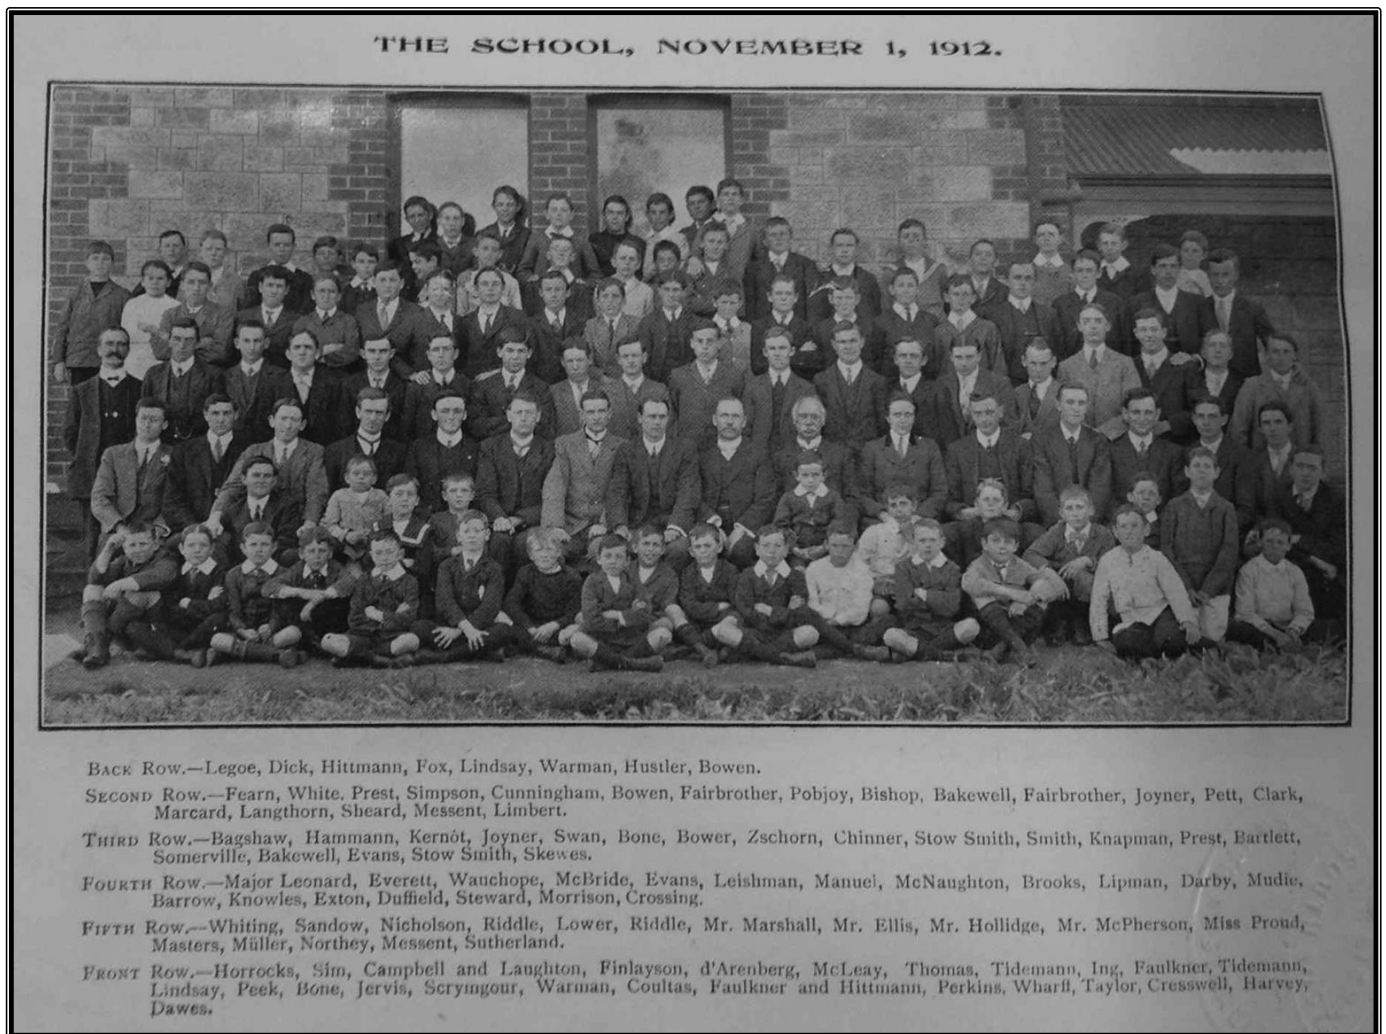 THE SCHOOL, NOVEMBER 1, 1912.
BACK ROW.—Legoe, Dick, Hittmann, Fox, Lindsay, Warman, Hustler, Bowen.
SECOND ROW.—Fearn, White, Prest, Simpson, Cunningham, Bowen, Fairbrother, Pobjoy, Bishop, Bakewell, Fairbrother, Joyner, Pett, Clark,
Marcard, Langthorn, Sheard, Messent, Limbert.
THIRD ROW.—Bagshaw, Hammann, Kernôt, Joyner, Swan, Bone, Bower, Zschorn, Chinner, Stow Smith, Smith, Knapman, Prest, Bartlett,
Somerville, Bakewell, Evans, Stow Smith, Skewes.
FOURTH ROW.—Major Leonard, Everett, Wauchope, McBride, Evans, Leishman, Manuel, McNaughton, Brooks, Lipman, Darby, Mudie,
Barrow, Knowles, Exton, Duffield, Steward, Morrison, Crossing.
FIFTH ROW.—Whiting, Sandow, Nicholson, Riddle, Lower, Riddle, Mr. Marshall, Mr. Ellis, Mr. Hollidge, Mr. McPherson, Miss Proud,
Masters, Müller, Northey, Messent, Sutherland.
FRONT ROW.—Horrocks, Sim, Campbell and Laughton, Finlayson, d'Arenberg, McLeay, Thomas, Tidemann, Ing, Faulkner, Tidemann,
Lindsay, Peek, Bone, Jervis, Scrymgour, Warman, Coultas, Faulkner and Hittmann, Perkins, Wharff, Taylor, Cresswell, Harvey,
Dawes.